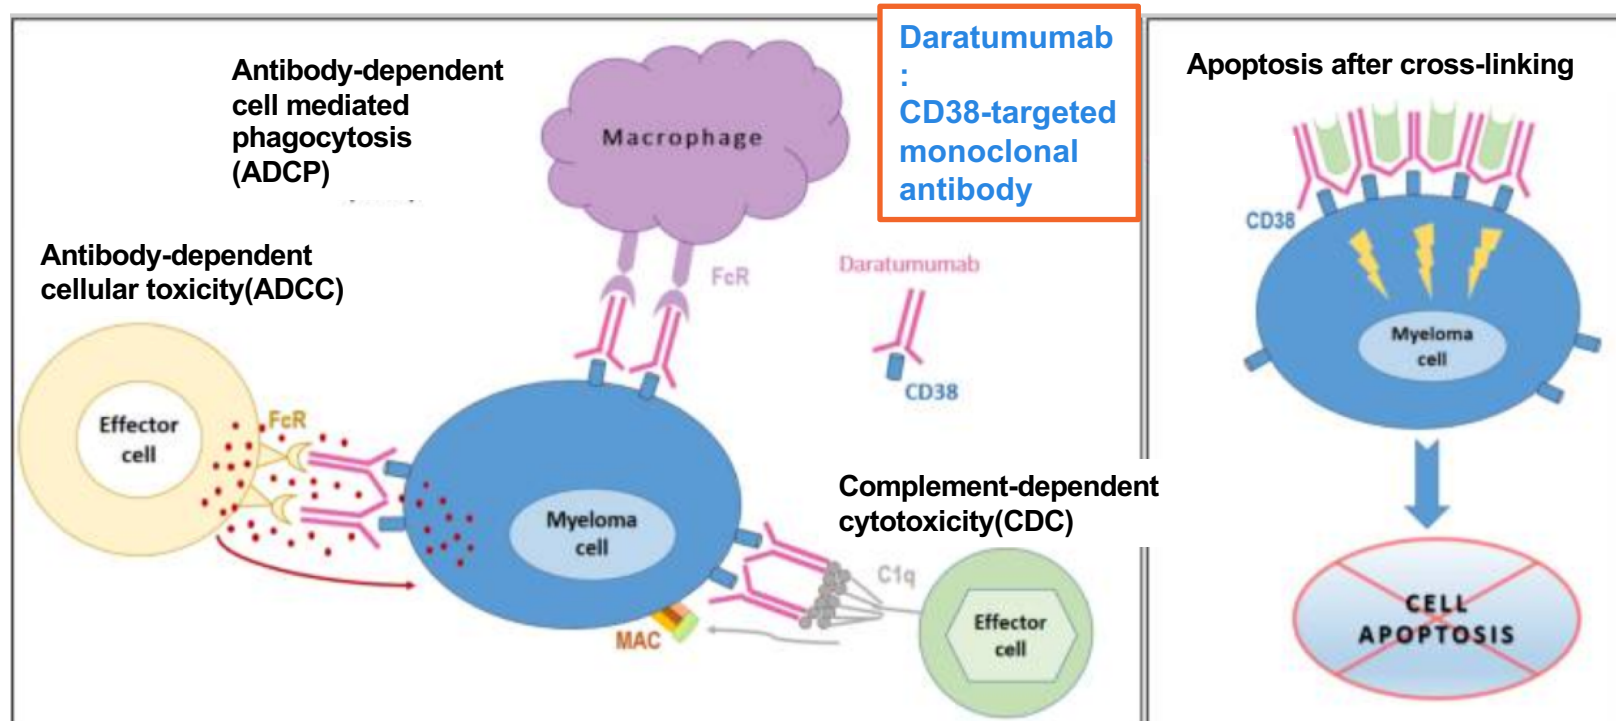 Antibody-dependent
cell mediated
phagocytosis
(ADCP)
Macrophage
Daratumumab
:
CD38-targeted
monoclonal
antibody
Antibody-dependent
cellular toxicity(ADCC)
FcR
Daratumumab
CD38
Effector
cell
FcR
Myeloma
cell
Complement-dependent
cytotoxicity(CDC)
C1q
MAC
Effector
cell
Apoptosis after cross-linking
CD38
Myeloma
cell
CELL
APOPTOSIS